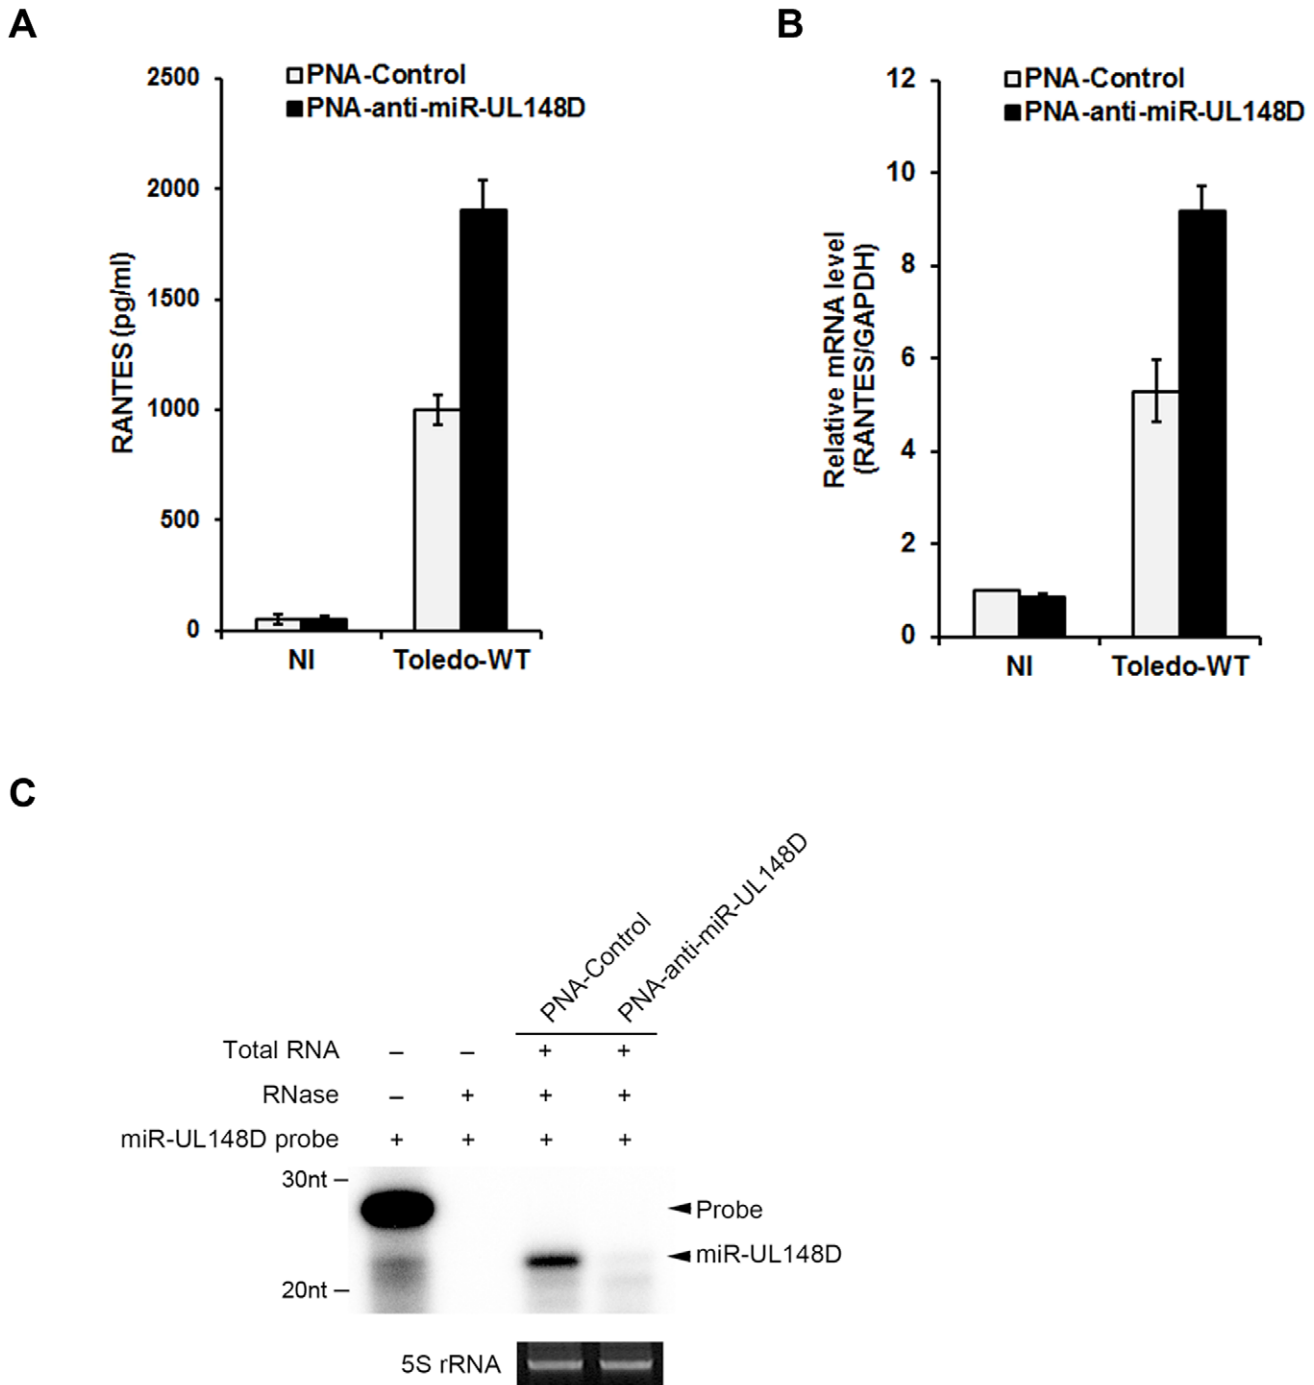 A
2500
2000
1500
1000
500
0
RANTES (pg/ml)
PNA-Control
PNA-anti-miR-UL148D
NI
Toledo-WT
B
12
10
8
6
4
2
0
Relative mRNA level
(RANTES/GAPDH)
PNA-Control
PNA-anti-miR-UL148D
NI
Toledo-WT
C
PNA-Control
PNA-anti-miR-UL148D
Total RNA – – + +
RNase – + + +
miR-UL148D probe + + + +
30nt –
Probe
miR-UL148D
20nt –
5S rRNA